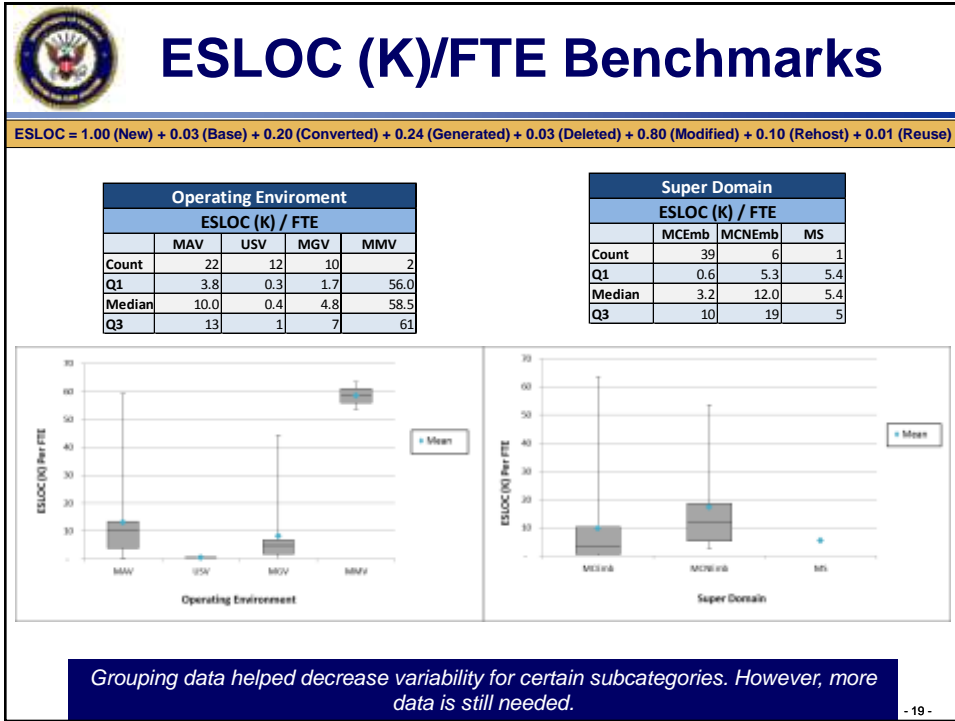 ESLOC (K)/FTE Benchmarks
ESLOC = 1.00 (New) + 0.03 (Base) + 0.20 (Converted) + 0.24 (Generated) + 0.03 (Deleted) + 0.80 (Modified) + 0.10 (Rehost) + 0.01 (Reuse)
Operating Enviroment
ESLOC (K) / FTE
MAV USV MGV MMV
Count 22 12 10 2
Q1 3.8 0.3 1.7 56.0
Median 10.0 0.4 4.8 58.5
Q3 13 1 7 61
Super Domain
ESLOC (K) / FTE
MCEmb MCNEmb MS
Count 39 6 1
Q1 0.6 5.3 5.4
Median 3.2 12.0 5.4
Q3 10 19 5
70
60
50
40
30
20
10
-
ESLOC (K) Per FTE
MAV USV MGV MMV
Operating Environment
Mean
70
60
50
40
30
20
10
-
ESLOC (K) Per FTE
MCEmb MCNEmb MS
Super Domain
Mean
Grouping data helped decrease variability for certain subcategories. However, more
data is still needed.
- 19 -